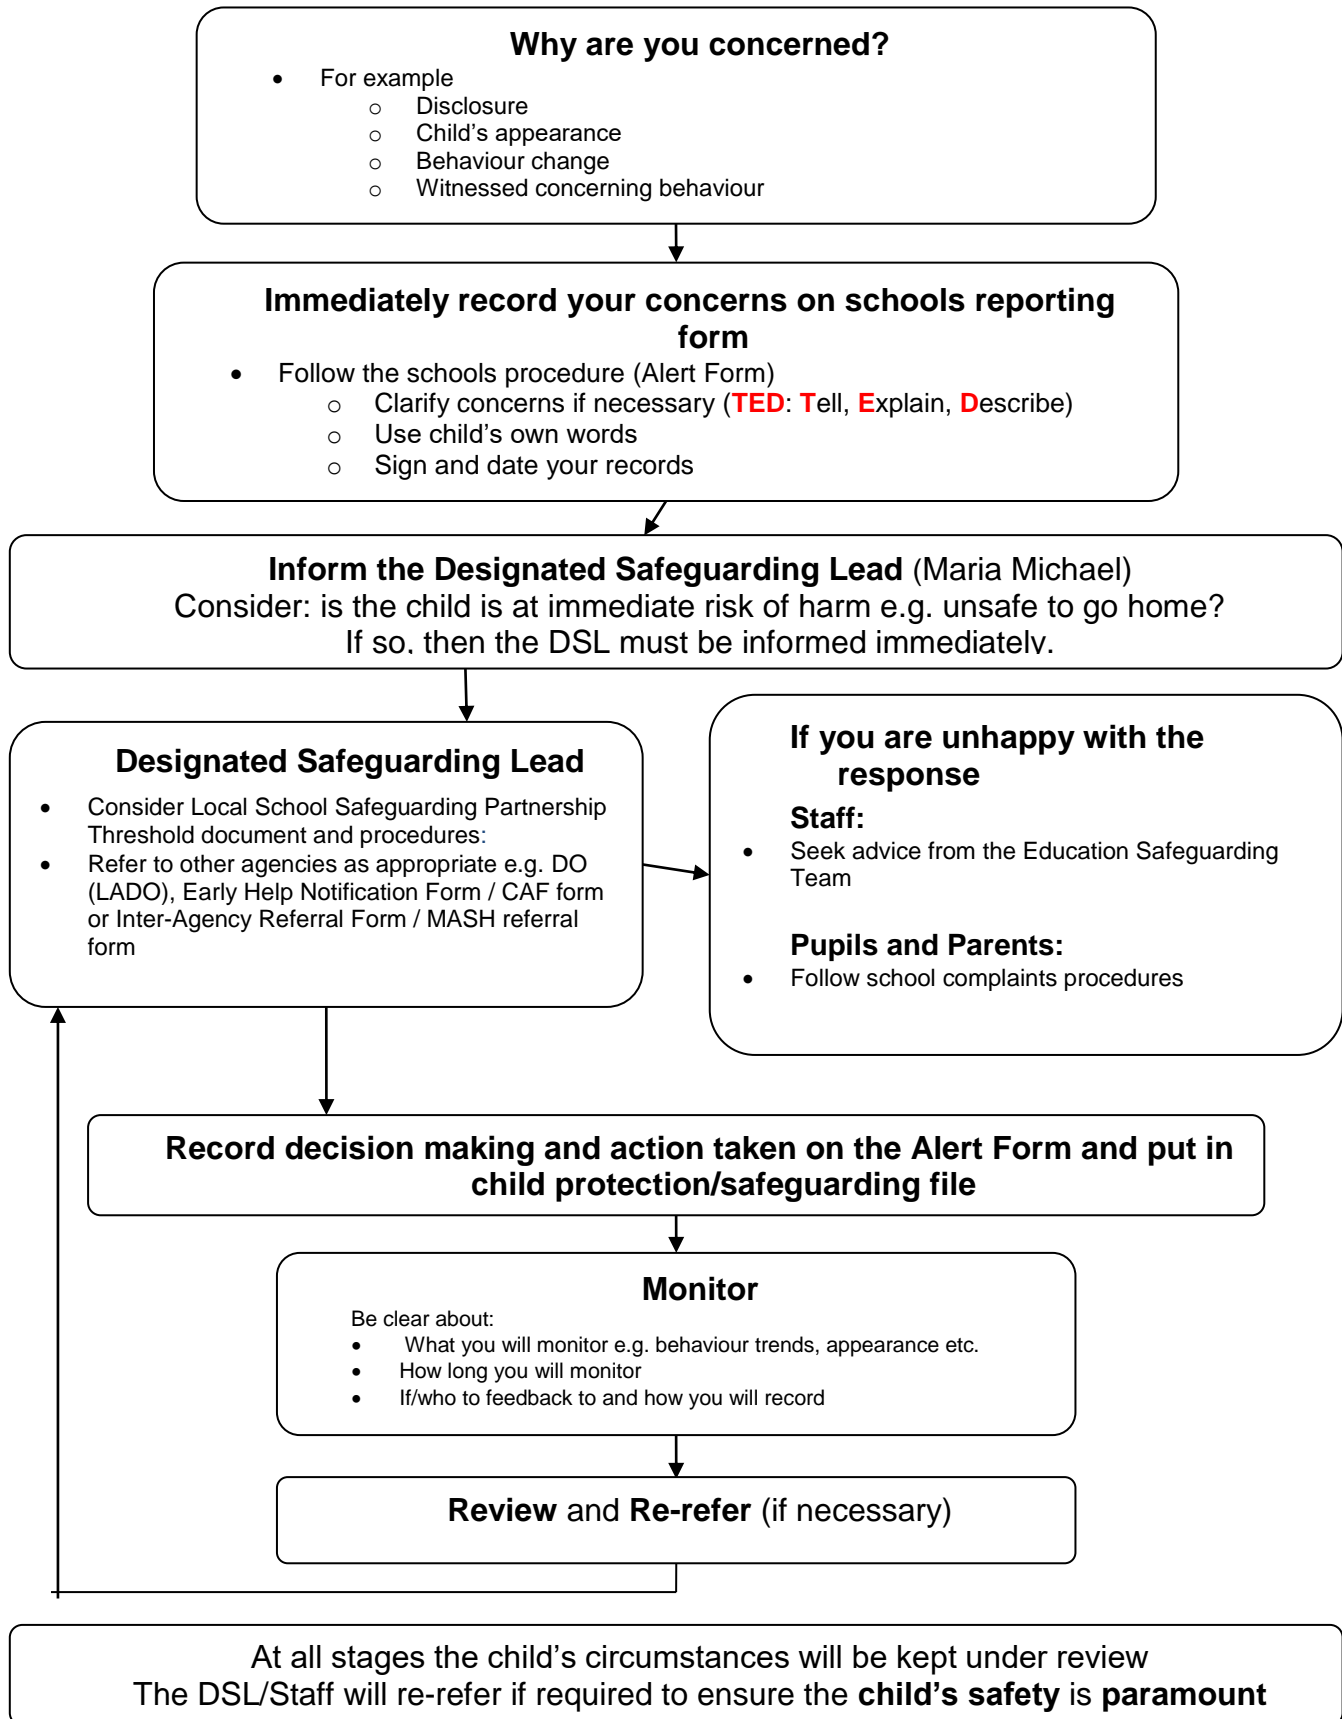 Why are you concerned?
• For example
o Disclosure
o Child's appearance
o Behaviour change
o Witnessed concerning behaviour
Immediately record your concerns on schools reporting
form
• Follow the schools procedure (Alert Form)
o Clarify concerns if necessary (TED: Tell, Explain, Describe)
o Use child's own words
o Sign and date your records
Inform the Designated Safeguarding Lead (Maria Michael)
Consider: is the child is at immediate risk of harm e.g. unsafe to go home?
If so, then the DSL must be informed immediately.
Designated Safeguarding Lead
• Consider Local School Safeguarding Partnership
Threshold document and procedures:
• Refer to other agencies as appropriate e.g. DO
(LADO), Early Help Notification Form / CAF form
or Inter-Agency Referral Form / MASH referral
form
If you are unhappy with the
response
Staff:
• Seek advice from the Education Safeguarding
Team
Pupils and Parents:
• Follow school complaints procedures
Record decision making and action taken on the Alert Form and put in
child protection/safeguarding file
Monitor
Be clear about:
• What you will monitor e.g. behaviour trends, appearance etc.
• How long you will monitor
• If/who to feedback to and how you will record
Review and Re-refer (if necessary)
At all stages the child's circumstances will be kept under review
The DSL/Staff will re-refer if required to ensure the child's safety is paramount